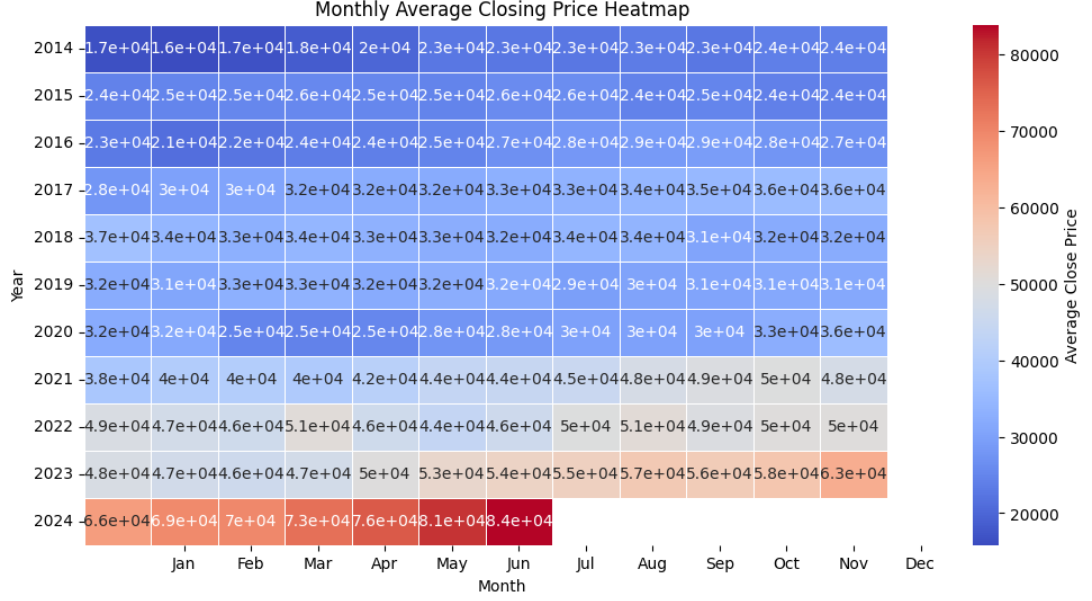 Monthly Average Closing Price Heatmap
2014 1.7e+04 1.6e+04 1.7e+04 1.8e+04 2e+04 2.3e+04 2.3e+04 2.3e+04 2.3e+04 2.3e+04 2.4e+04 2.4e+04
2015 2.4e+04 2.5e+04 2.5e+04 2.6e+04 2.5e+04 2.5e+04 2.6e+04 2.6e+04 2.4e+04 2.5e+04 2.4e+04 2.4e+04
2016 2.3e+04 2.1e+04 2.2e+04 2.4e+04 2.4e+04 2.5e+04 2.7e+04 2.8e+04 2.9e+04 2.9e+04 2.8e+04 2.7e+04
2017 2.8e+04 3e+04 3e+04 3.2e+04 3.2e+04 3.2e+04 3.3e+04 3.3e+04 3.4e+04 3.5e+04 3.6e+04 3.6e+04
2018 3.7e+04 3.4e+04 3.3e+04 3.4e+04 3.3e+04 3.3e+04 3.2e+04 3.4e+04 3.4e+04 3.1e+04 3.2e+04 3.2e+04
2019 3.2e+04 3.1e+04 3.3e+04 3.3e+04 3.2e+04 3.2e+04 3.2e+04 2.9e+04 3e+04 3.1e+04 3.1e+04 3.1e+04
2020 3.2e+04 3.2e+04 2.5e+04 2.5e+04 2.5e+04 2.8e+04 2.8e+04 3e+04 3e+04 3e+04 3.3e+04 3.6e+04
2021 3.8e+04 4e+04 4e+04 4e+04 4.2e+04 4.4e+04 4.4e+04 4.5e+04 4.8e+04 4.9e+04 5e+04 4.8e+04
2022 4.9e+04 4.7e+04 4.6e+04 5.1e+04 4.6e+04 4.4e+04 4.6e+04 5e+04 5.1e+04 4.9e+04 5e+04 5e+04
2023 4.8e+04 4.7e+04 4.6e+04 4.7e+04 5e+04 5.3e+04 5.4e+04 5.5e+04 5.7e+04 5.6e+04 5.8e+04 6.3e+04
2024 6.6e+04 6.9e+04 7e+04 7.3e+04 7.6e+04 8.1e+04 8.4e+04
Jan Feb Mar Apr May Jun Jul Aug Sep Oct Nov Dec
Month
Year
80000
70000
60000
50000
40000
30000
20000
Average Close Price